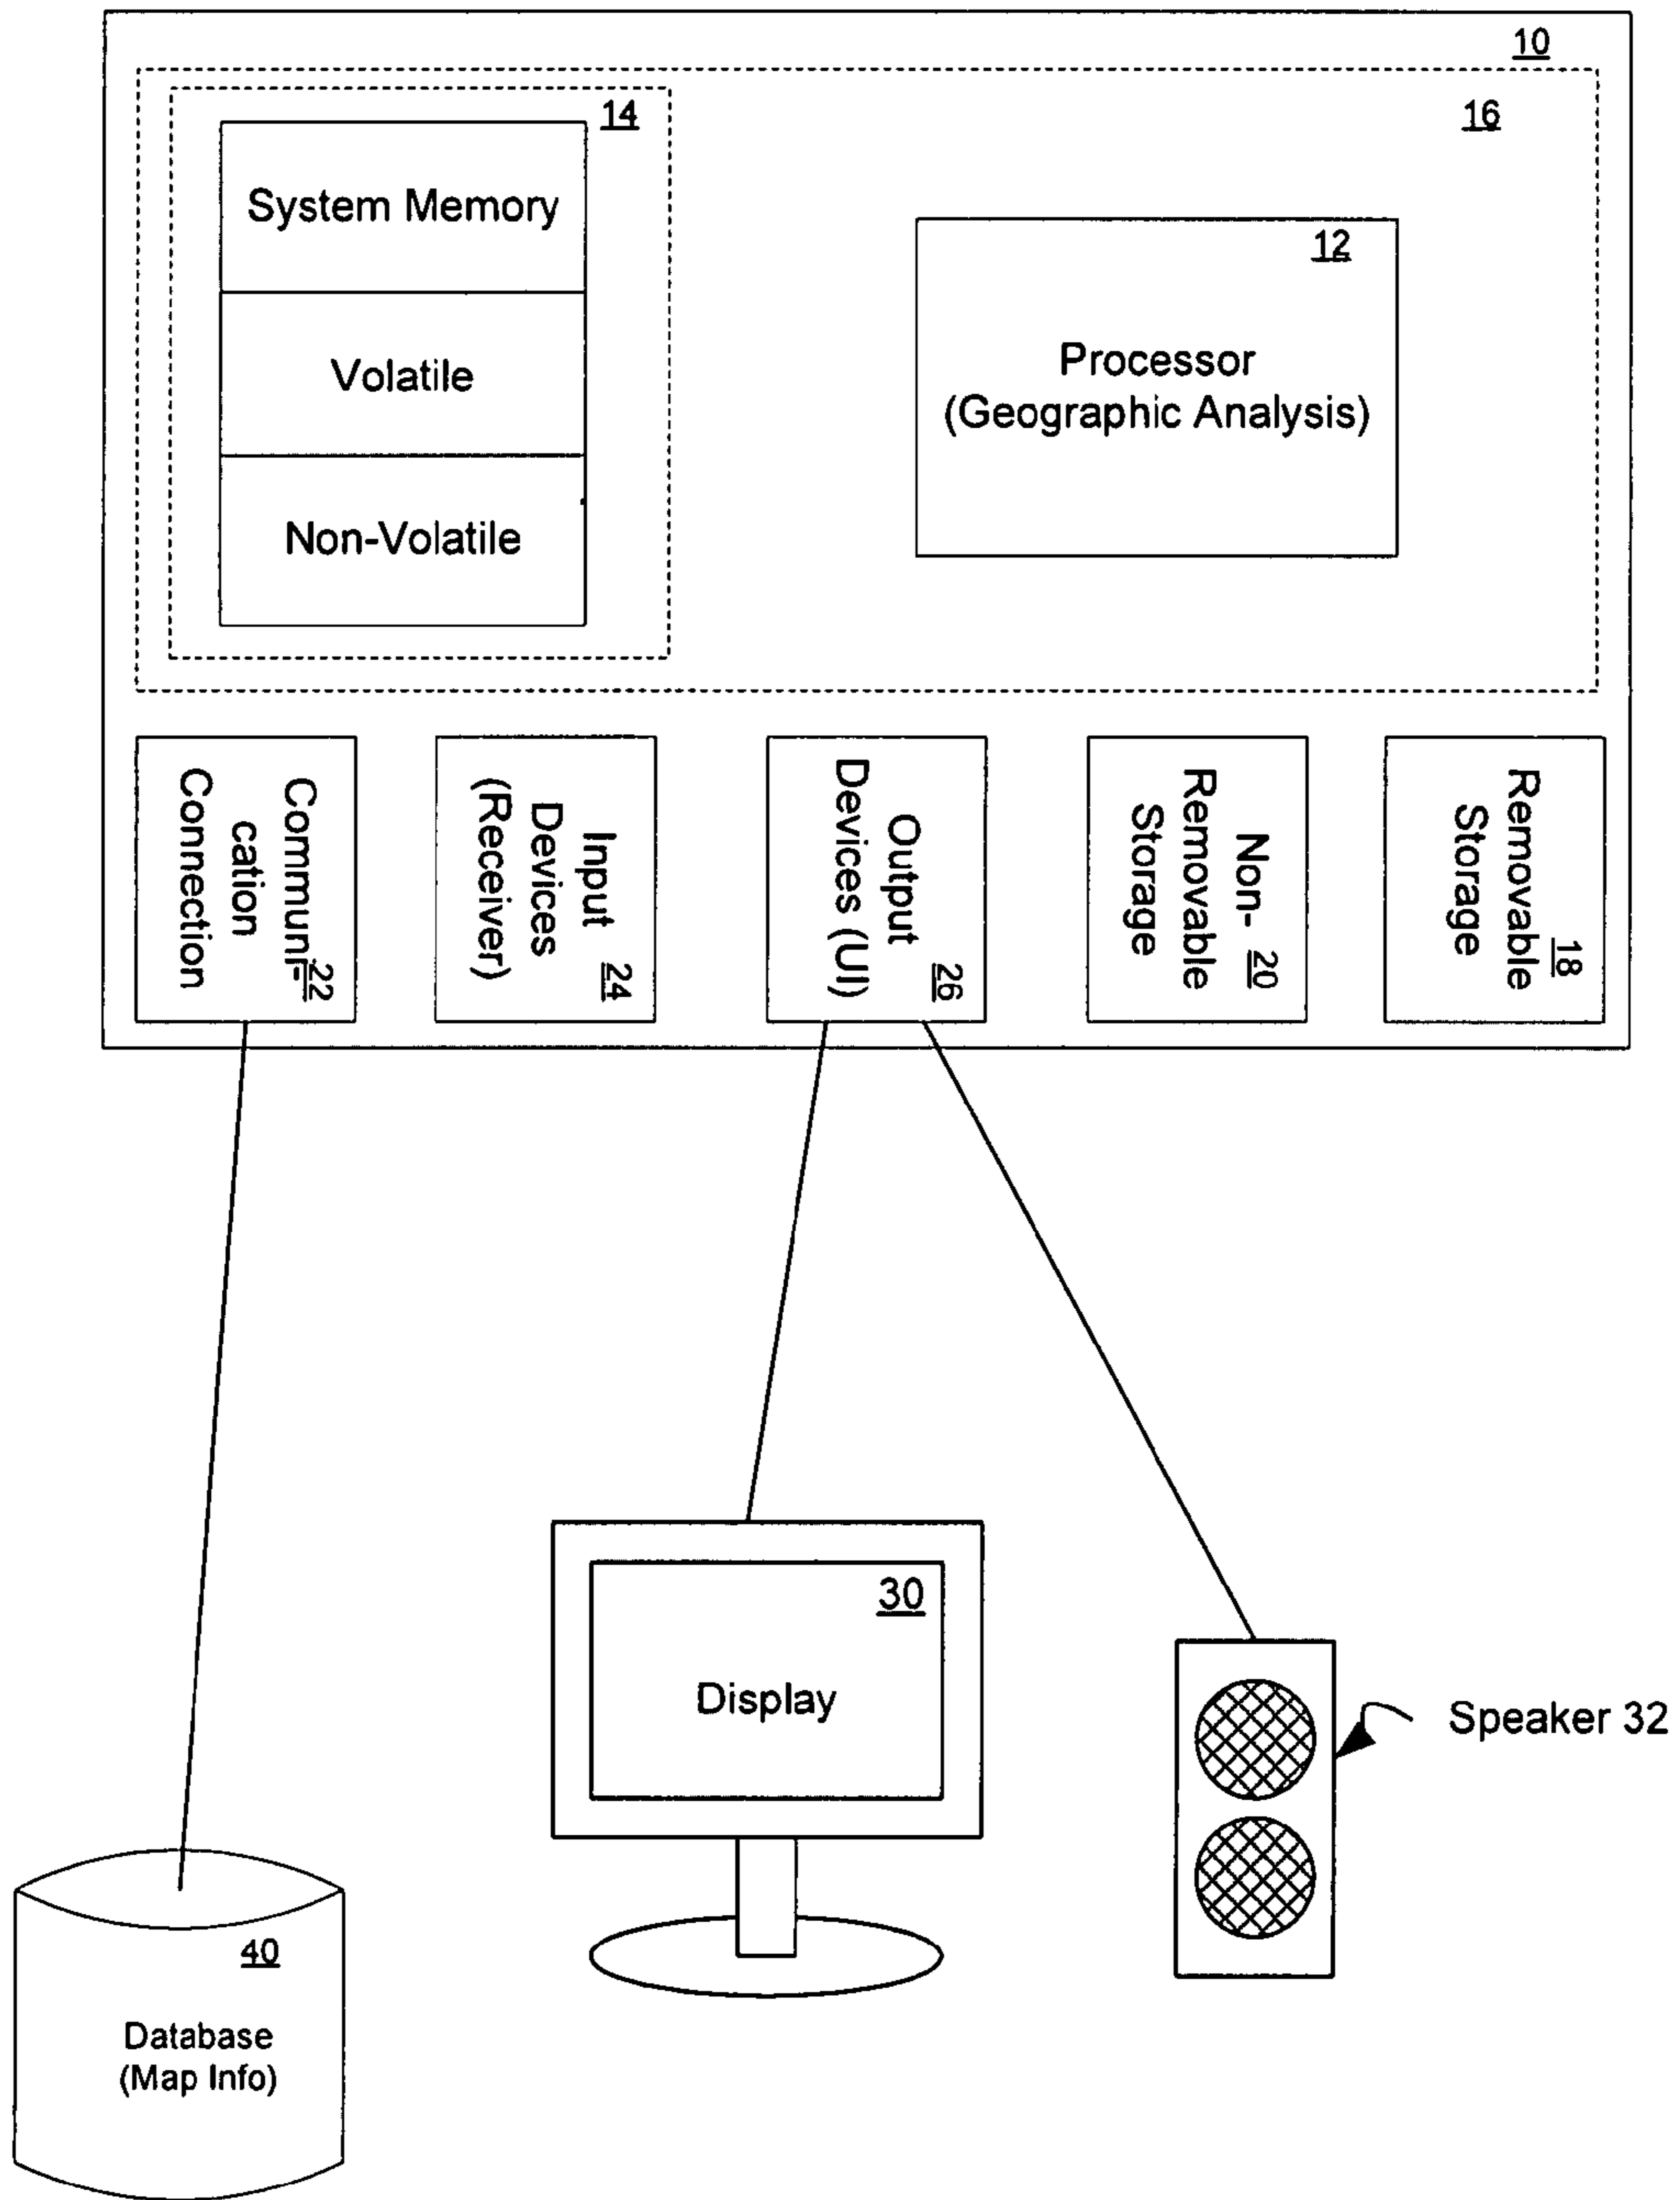 10
14
16
System Memory
Volatile
Non-Volatile
12
Processor
(Geographic Analysis)
Communi-
cation
Connection
22
Input
Devices
(Receiver)
24
Output
Devices (UI)
26
Non-
Removable
Storage
20
Removable
Storage
18
30
Display
Speaker 32
40
Database
(Map Info)